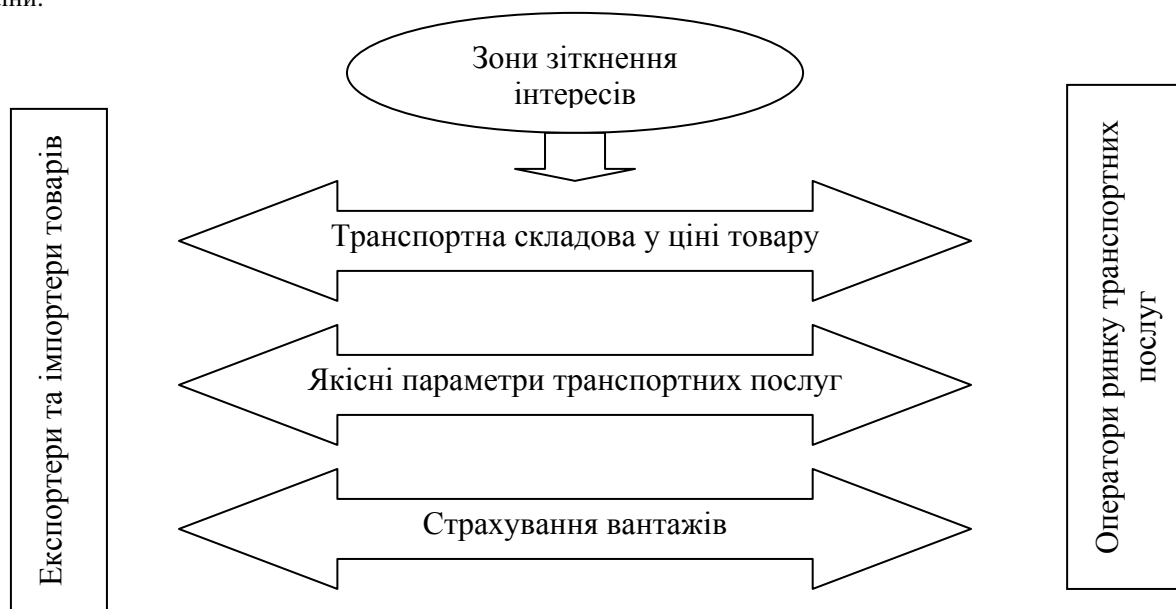 Зони зіткнення
інтересів
Експортери та імпортери товарів
Транспортна складова у ціні товару
Якісні параметри транспортних послуг
Страхування вантажів
Оператори ринку транспортних
послуг